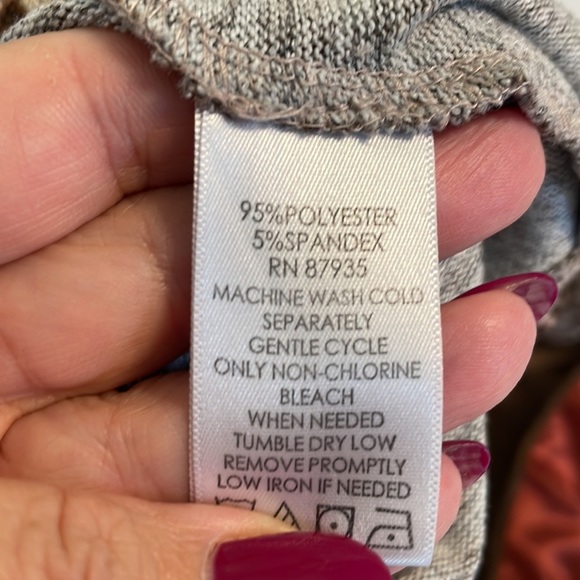 95%POLYESTER
5%SPANDEX
RN 87935
MACHINE WASH COLD
SEPARATELY
GENTLE CYCLE
ONLY NON-CHLORINE
BLEACH
WHEN NEEDED
TUMBLE DRY LOW
REMOVE PROMPTLY
LOW IRON IF NEEDED